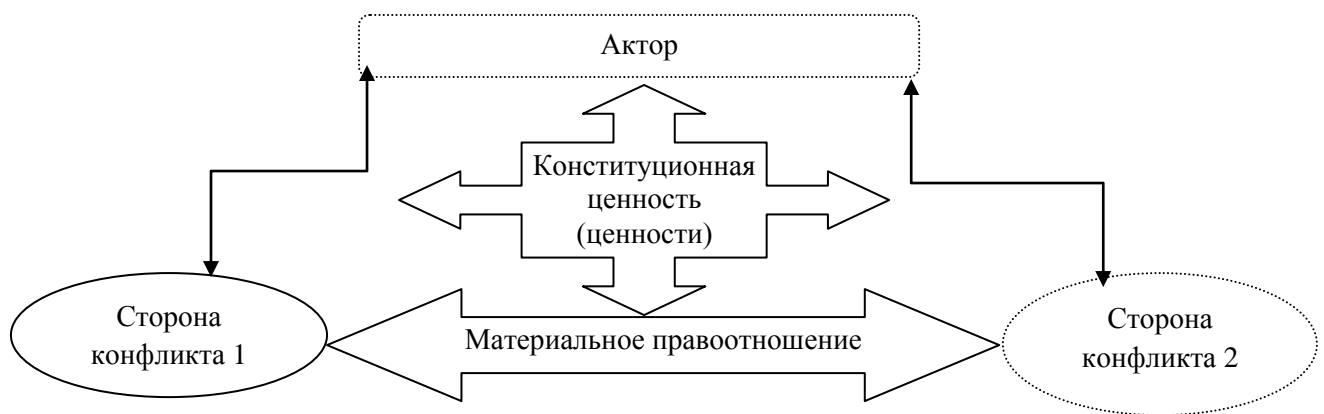 Актор
Конституционная
ценность
(ценности)
Сторона
конфликта 1
Материальное правоотношение
Сторона
конфликта 2